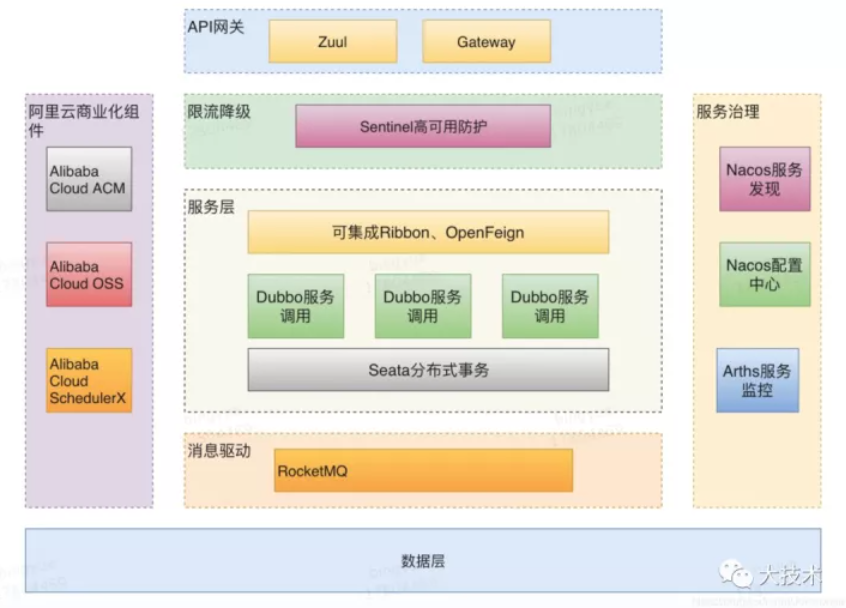 API网关
Zuul
Gateway
阿里云商业化组
件
Alibaba
Cloud ACM
Alibaba
Cloud OSS
Alibaba
Cloud
SchedulerX
限流降级
Sentinel高可用防护
服务层
可集成Ribbon、OpenFeign
Dubbo服务
调用
Dubbo服务
调用
Dubbo服务
调用
Seata分布式事务
消息驱动
RocketMQ
服务治理
Nacos服务
发现
Nacos配置
中心
Arths服务
监控
数据层
大技术